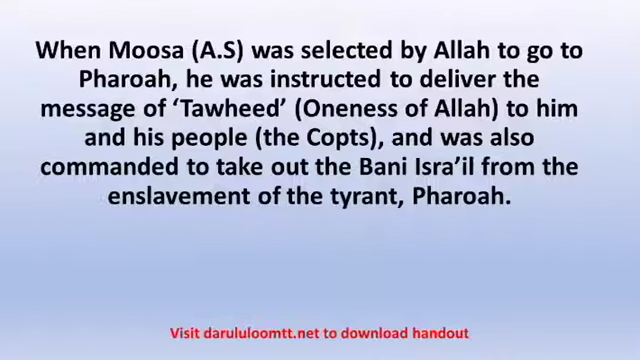 When Moosa (A.S) was selected by Allah to go to
Pharoah, he was instructed to deliver the
message of ‘Tawheed’ (Oneness of Allah) to him
and his people (the Copts), and was also
commanded to take out the Bani Isra’il from the
enslavement of the tyrant, Pharoah.
Visit darululoomtt.net to download handout